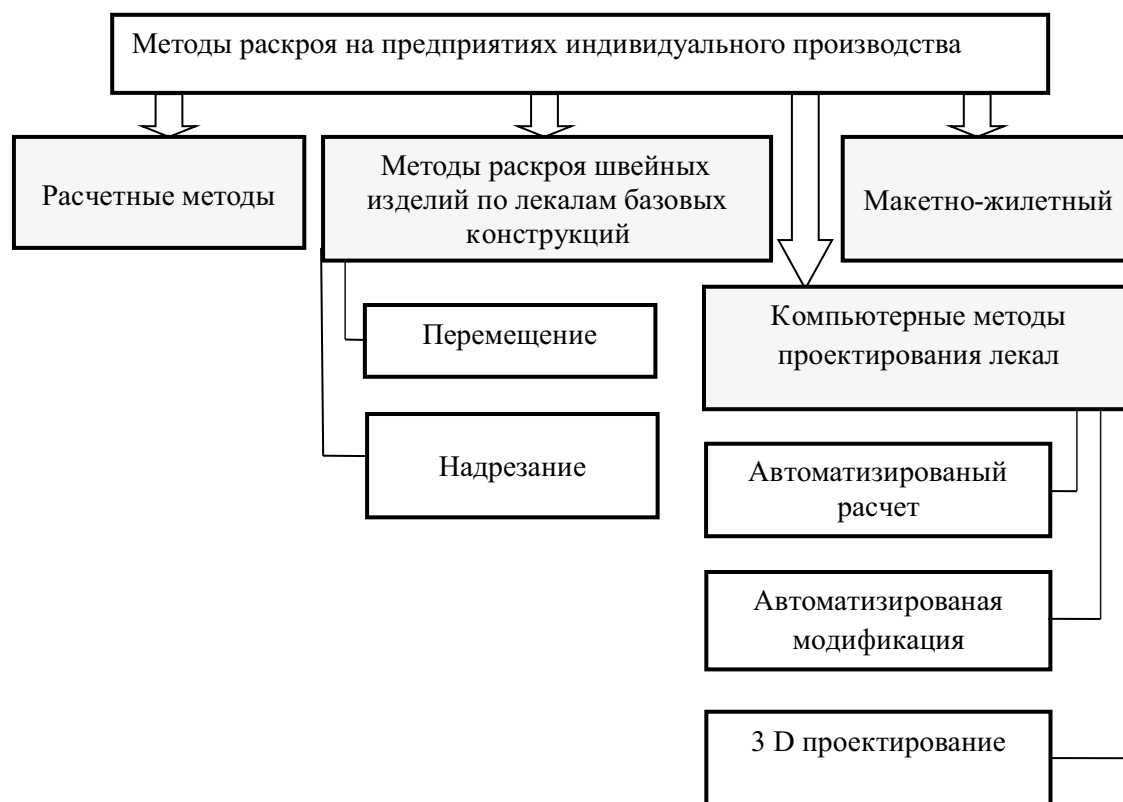 Методы раскроя на предприятиях индивидуального производства
Расчетные методы
Методы раскроя швейных
изделий по лекалам базовых
конструкций
Макетно-жилетный
Перемещение
Надрезание
Компьютерные методы
проектирования лекал
Автоматизированый
расчет
Автоматизированая
модификация
3 D проектирование